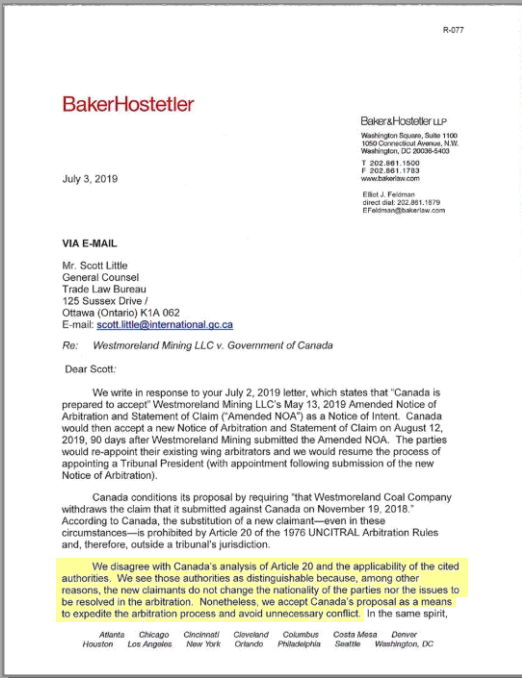 R-077
BakerHostetler
Baker&Hostetler LLP
Washington Square, Suite 1100
1050 Connecticut Avenue, N.W.
Washington, DC 20036-5403
T 202.861.1500
F 202.861.1783
www.bakerlaw.com
Elliot J. Feldman
direct dial: 202.861.1679
EFeldman@bakerlaw.com
July 3, 2019
VIA E-MAIL
Mr. Scott Little
General Counsel
Trade Law Bureau
125 Sussex Drive /
Ottawa (Ontario) K1A 062
E-mail: scott.little@international.gc.ca
Re: Westmoreland Mining LLC v. Government of Canada
Dear Scott:
We write in response to your July 2, 2019 letter, which states that "Canada is
prepared to accept" Westmoreland Mining LLC's May 13, 2019 Amended Notice of
Arbitration and Statement of Claim ("Amended NOA") as a Notice of Intent. Canada
would then accept a new Notice of Arbitration and Statement of Claim on August 12,
2019, 90 days after Westmoreland Mining submitted the Amended NOA. The parties
would re-appoint their existing wing arbitrators and we would resume the process of
appointing a Tribunal President (with appointment following submission of the new
Notice of Arbitration).
Canada conditions its proposal by requiring "that Westmoreland Coal Company
withdraws the claim that it submitted against Canada on November 19, 2018."
According to Canada, the substitution of a new claimant—even in these
circumstances—is prohibited by Article 20 of the 1976 UNCITRAL Arbitration Rules
and, therefore, outside a tribunal's jurisdiction.
We disagree with Canada's analysis of Article 20 and the applicability of the cited
authorities. We see those authorities as distinguishable because, among other
reasons, the new claimants do not change the nationality of the parties nor the issues to
be resolved in the arbitration. Nonetheless, we accept Canada's proposal as a means
to expedite the arbitration process and avoid unnecessary conflict. In the same spirit,
Atlanta Chicago Cincinnati Cleveland Columbus Costa Mesa Denver
Houston Los Angeles New York Orlando Philadelphia Seattle Washington, DC